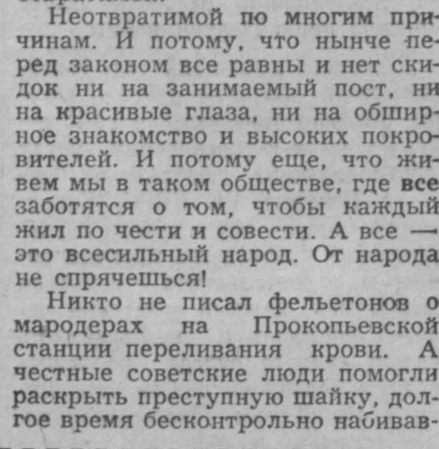 Неотвратимой по многим при-
чинам. И потому, что нынче пе-
ред законом все равны и нет ски-
док ни на занимаемый пост, ни
на красивые глаза, ни на обшир-
ное знакомство и высоких покро-
вителей. И потому еще, что жи-
вем мы в таком обществе, где все
заботятся о том, чтобы каждый
жил по чести и совести. А все —
это всесильный народ. От народа
не спрячешься!
Никто не писал фельетонов о
мародерах на Прокопьевской
станции переливания крови. А
честные советские люди помогли
раскрыть преступную шайку, дол-
гое время бесконтрольно набивав-